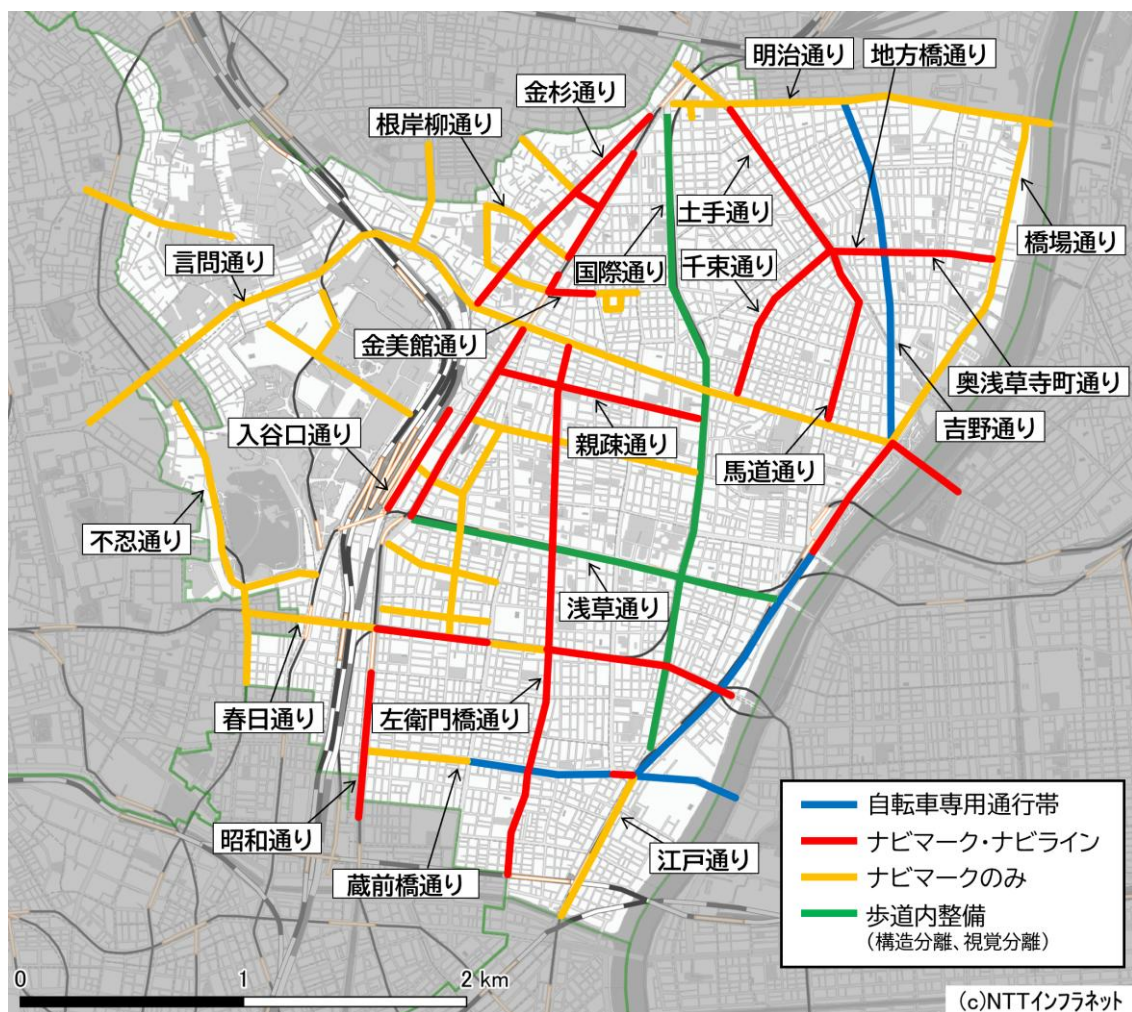 明治通り
地方橋通り
金杉通り
根岸柳通り
土手通り
橋場通り
言問通り
国際通り
千束通り
金美館通り
奥浅草寺町通り
入谷口通り
親疎通り
吉野通り
馬道通り
不忍通り
浅草通り
春日通り
左衛門橋通り
昭和通り
蔵前橋通り
江戸通り
自転車専用通行帯
ナビマーク・ナビライン
ナビマークのみ
歩道内整備
(構造分離、視覚分離)
0 1 2 km
(c)NTTインフラネット